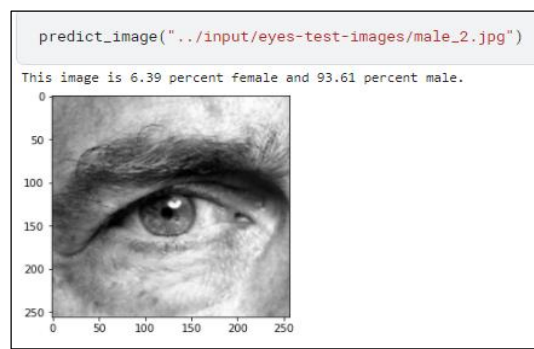 predict_image("../input/eyes-test-images/male_2.jpg")
This image is 6.39 percent female and 93.61 percent male.
0
50
100
150
200
250
0 50 100 150 200 250